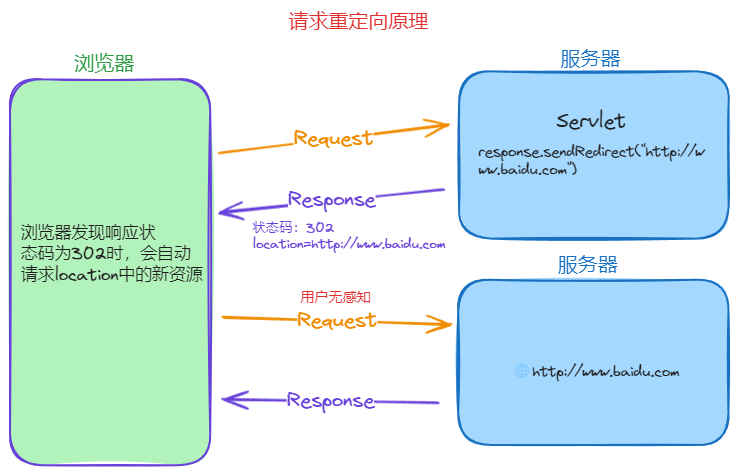 请求重定向原理
浏览器
服务器
Servlet
response.sendRedirect("http://w
ww.baidu.com")
Request
Response
状态码：302
location=http://www.baidu.com
浏览器发现响应状
态码为302时，会自动
请求location中的新资源
服务器
用户无感知
Request
http://www.baidu.com
Response